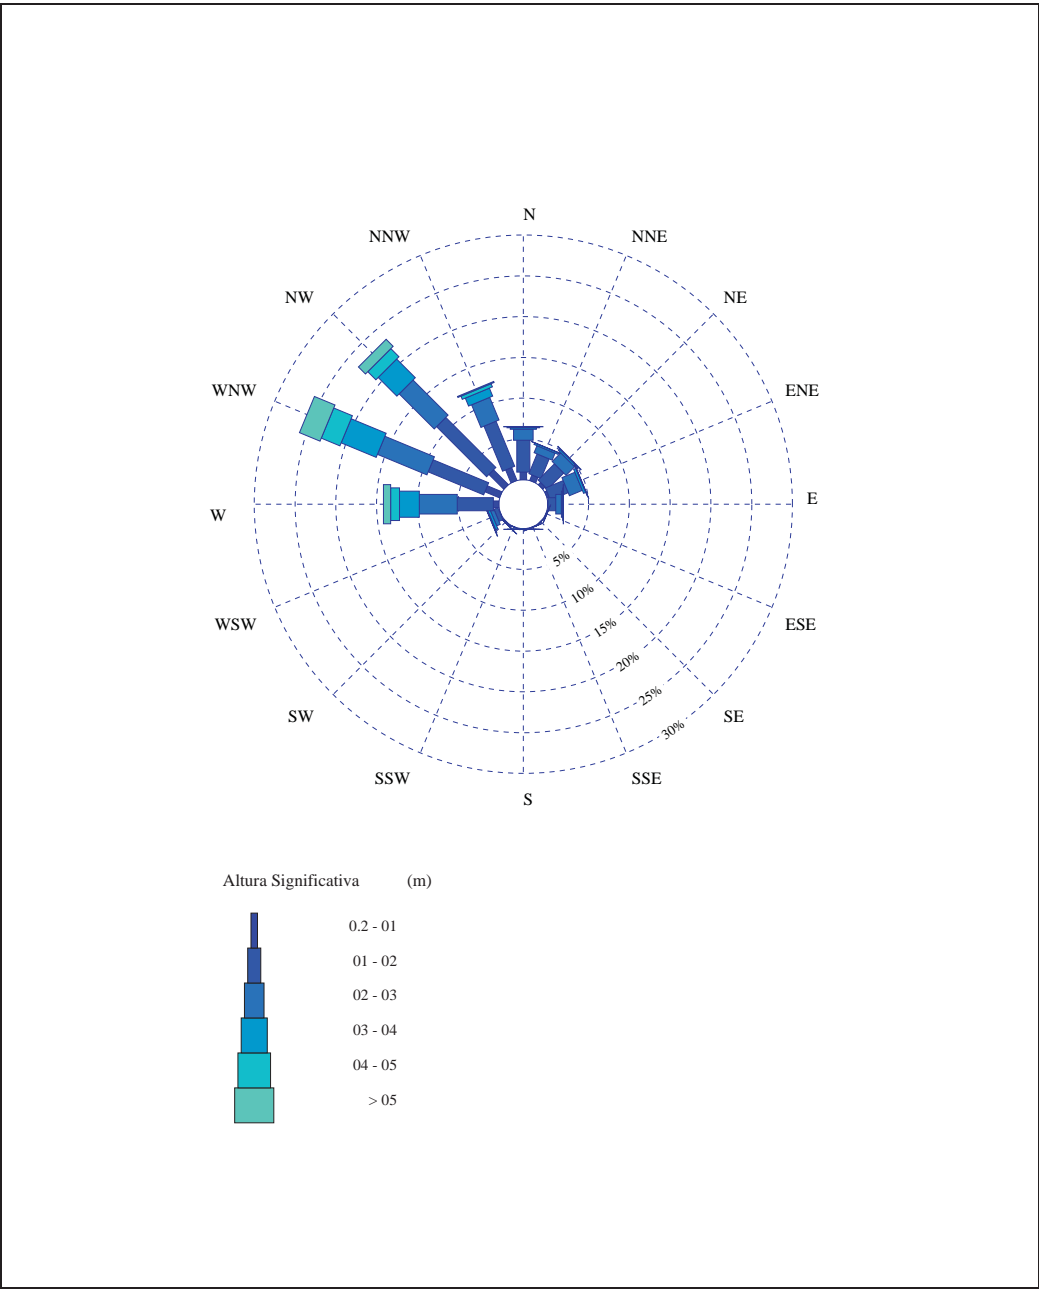 N
NNW NNE
NW NE
WNW ENE
W E
5%
10%
WSW 15% ESE
20%
25%
SW SE
30%
SSW SSE
S
Altura Significativa (m)
0.2 - 01
01 - 02
02 - 03
03 - 04
04 - 05
> 05